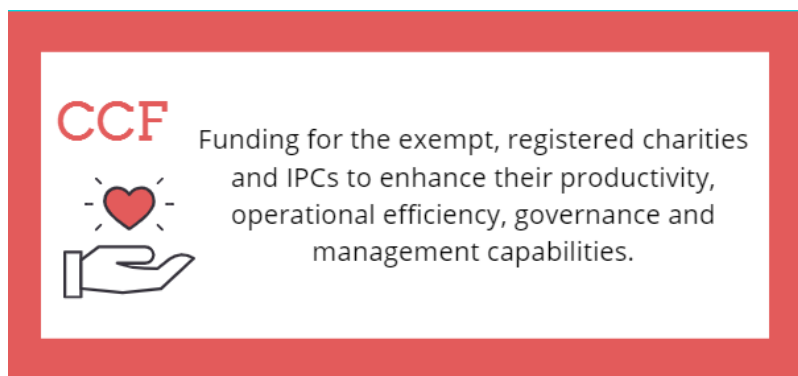 CCF
Funding for the exempt, registered charities
and IPCs to enhance their productivity,
operational efficiency, governance and
management capabilities.